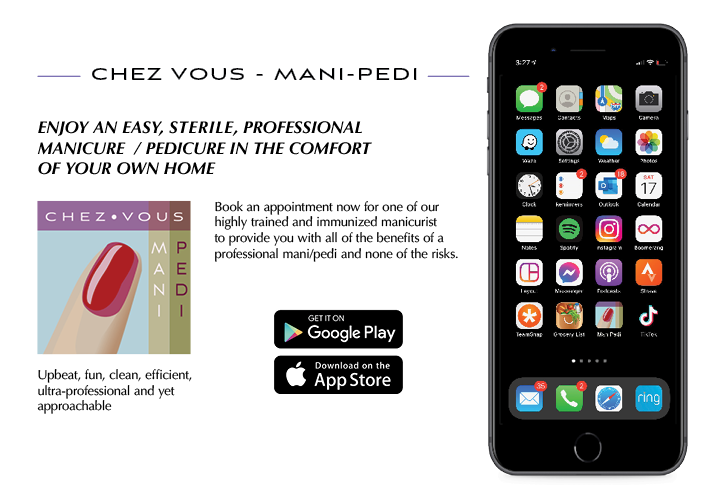 CHEZ VOUS - MANI-PEDI
ENJOY AN EASY, STERILE, PROFESSIONAL
MANICURE / PEDICURE IN THE COMFORT
OF YOUR OWN HOME
CHEZ•VOUS
MANI
PEDI
Upbeat, fun, clean, efficient,
ultra-professional and yet
approachable
Book an appointment now for one of our
highly trained and immunized manicurist
to provide you with all of the benefits of a
professional mani/pedi and none of the risks.
GET IT ON
Google Play
Download on the
App Store
3:27
2
Messages Contacts Maps Camera
Waze Settings Weather Photos
2 18 SAT 17
Clock Reminders Outlook Calendar
Notes Spotify Instagram Boomerang
Layout Messenger Podcasts Strava
TeamSnap Grocery List Mani Pedi TikTok
35 2 ring